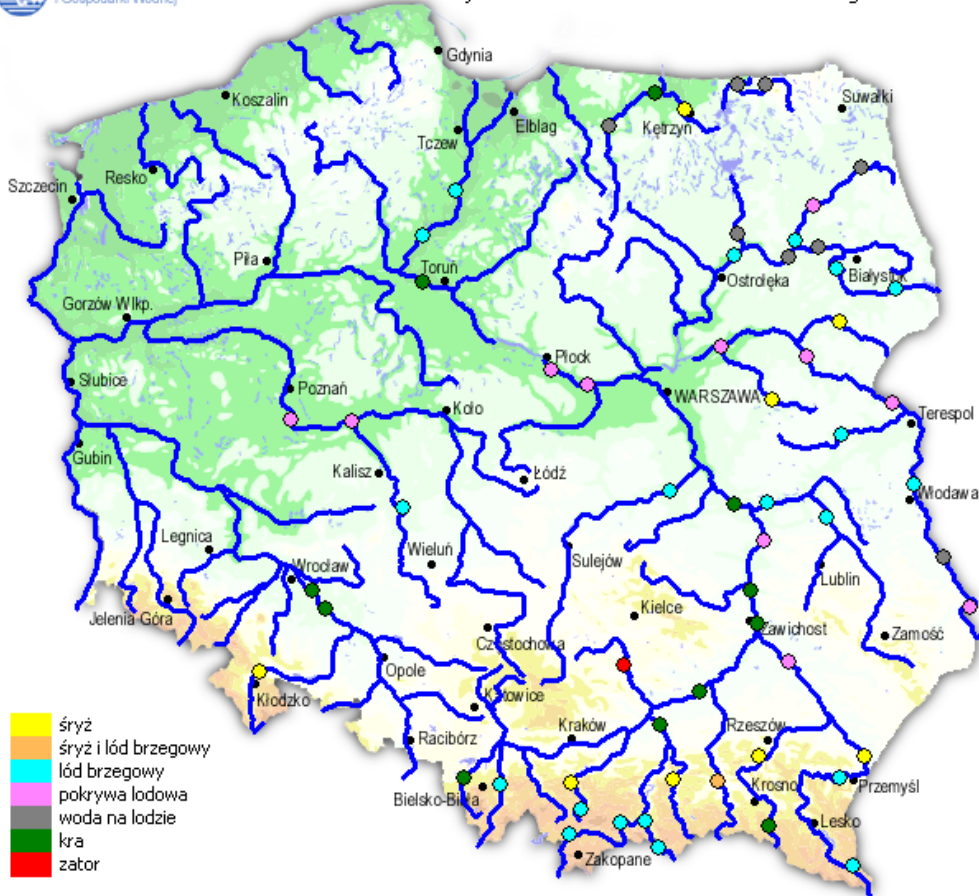 i Gospodarki Wodnej
Gdynia
Koszalin
Suwałki
Elblag
Kętrzyn
Tczew
Resko
Szczecin
Piła
Toruń
Ostrołęka
Białystok
Gorzów Wlkp.
Płock
Słubice
Poznań
WARSZAWA
Koło
Terespol
Gubin
Kalisz
Łódź
Włodawa
Legnica
Wieluń
Sulejów
Wrocław
Lublin
Jelenia Góra
Kielce
Zawichost
Zamość
Częstochowa
Opole
Kłodzko
Katowice
Racibórz
Kraków
Rzeszów
Krosno
Przemyśl
Bielsko-Biała
Lesko
Zakopane
śryż
śryż i lód brzegowy
lód brzegowy
pokrywa lodowa
woda na lodzie
kra
zator